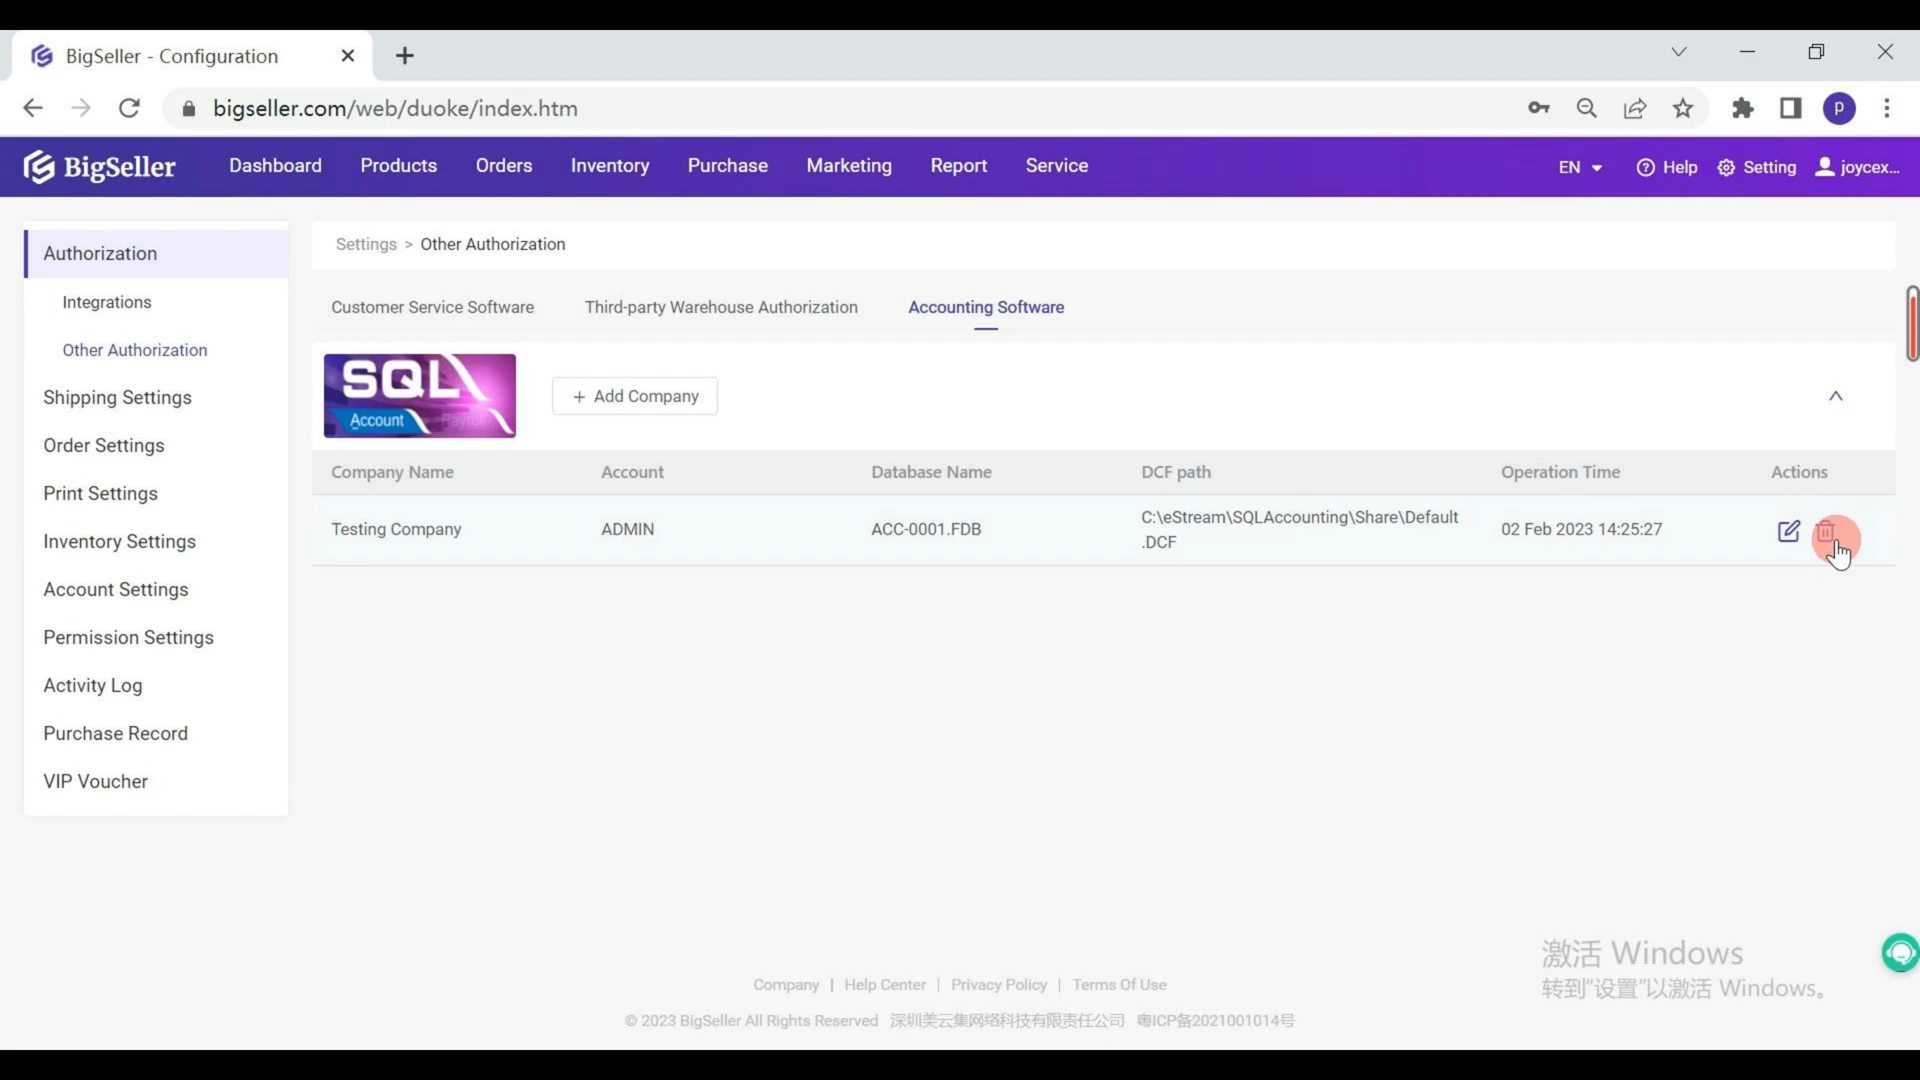 BigSeller - Configuration
bigseller.com/web/duoke/index.htm
P
BigSeller
Dashboard
Products
Orders
Inventory
Purchase
Marketing
Report
Service
EN
Help
Setting
joycex...
Authorization
Integrations
Other Authorization
Shipping Settings
Order Settings
Print Settings
Inventory Settings
Account Settings
Permission Settings
Activity Log
Purchase Record
VIP Voucher
Settings > Other Authorization
Customer Service Software
Third-party Warehouse Authorization
Accounting Software
SQL
Account
Payroll
+ Add Company
Company Name
Account
Database Name
DCF path
Operation Time
Actions
Testing Company
ADMIN
ACC-0001.FDB
C:\eStream\SQLAccounting\Share\Default
.DCF
02 Feb 2023 14:25:27
激活 Windows
转到“设置”以激活 Windows。
Company | Help Center | Privacy Policy | Terms Of Use
© 2023 BigSeller All Rights Reserved 深圳美云集网络科技有限责任公司 粤ICP备2021001014号